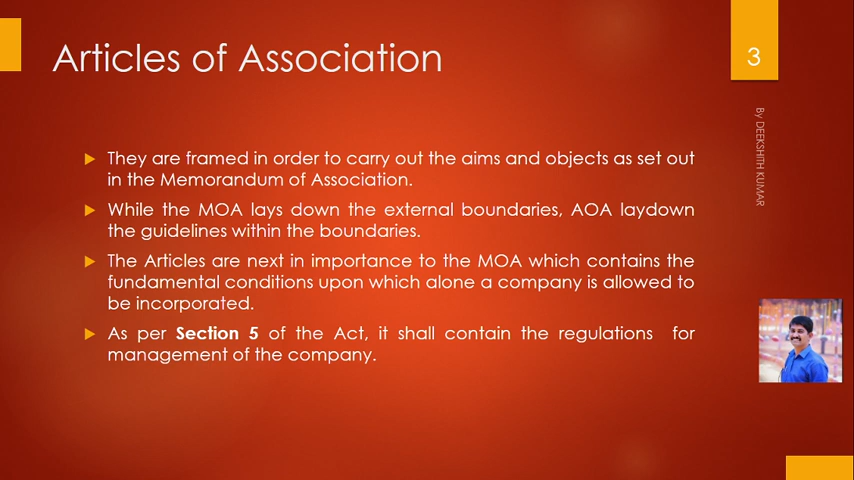 Articles of Association
3
By DEEKSHITH KUMAR
They are framed in order to carry out the aims and objects as set out
in the Memorandum of Association.
While the MOA lays down the external boundaries, AOA laydown
the guidelines within the boundaries.
The Articles are next in importance to the MOA which contains the
fundamental conditions upon which alone a company is allowed to
be incorporated.
As per Section 5 of the Act, it shall contain the regulations for
management of the company.